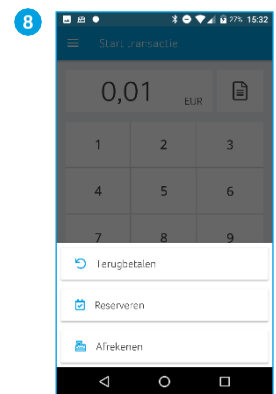 8
27% 15:32
Start transactie
0,01 EUR
1 2 3
4 5 6
7 8 9
Terugbetalen
Reserveren
Afrekenen